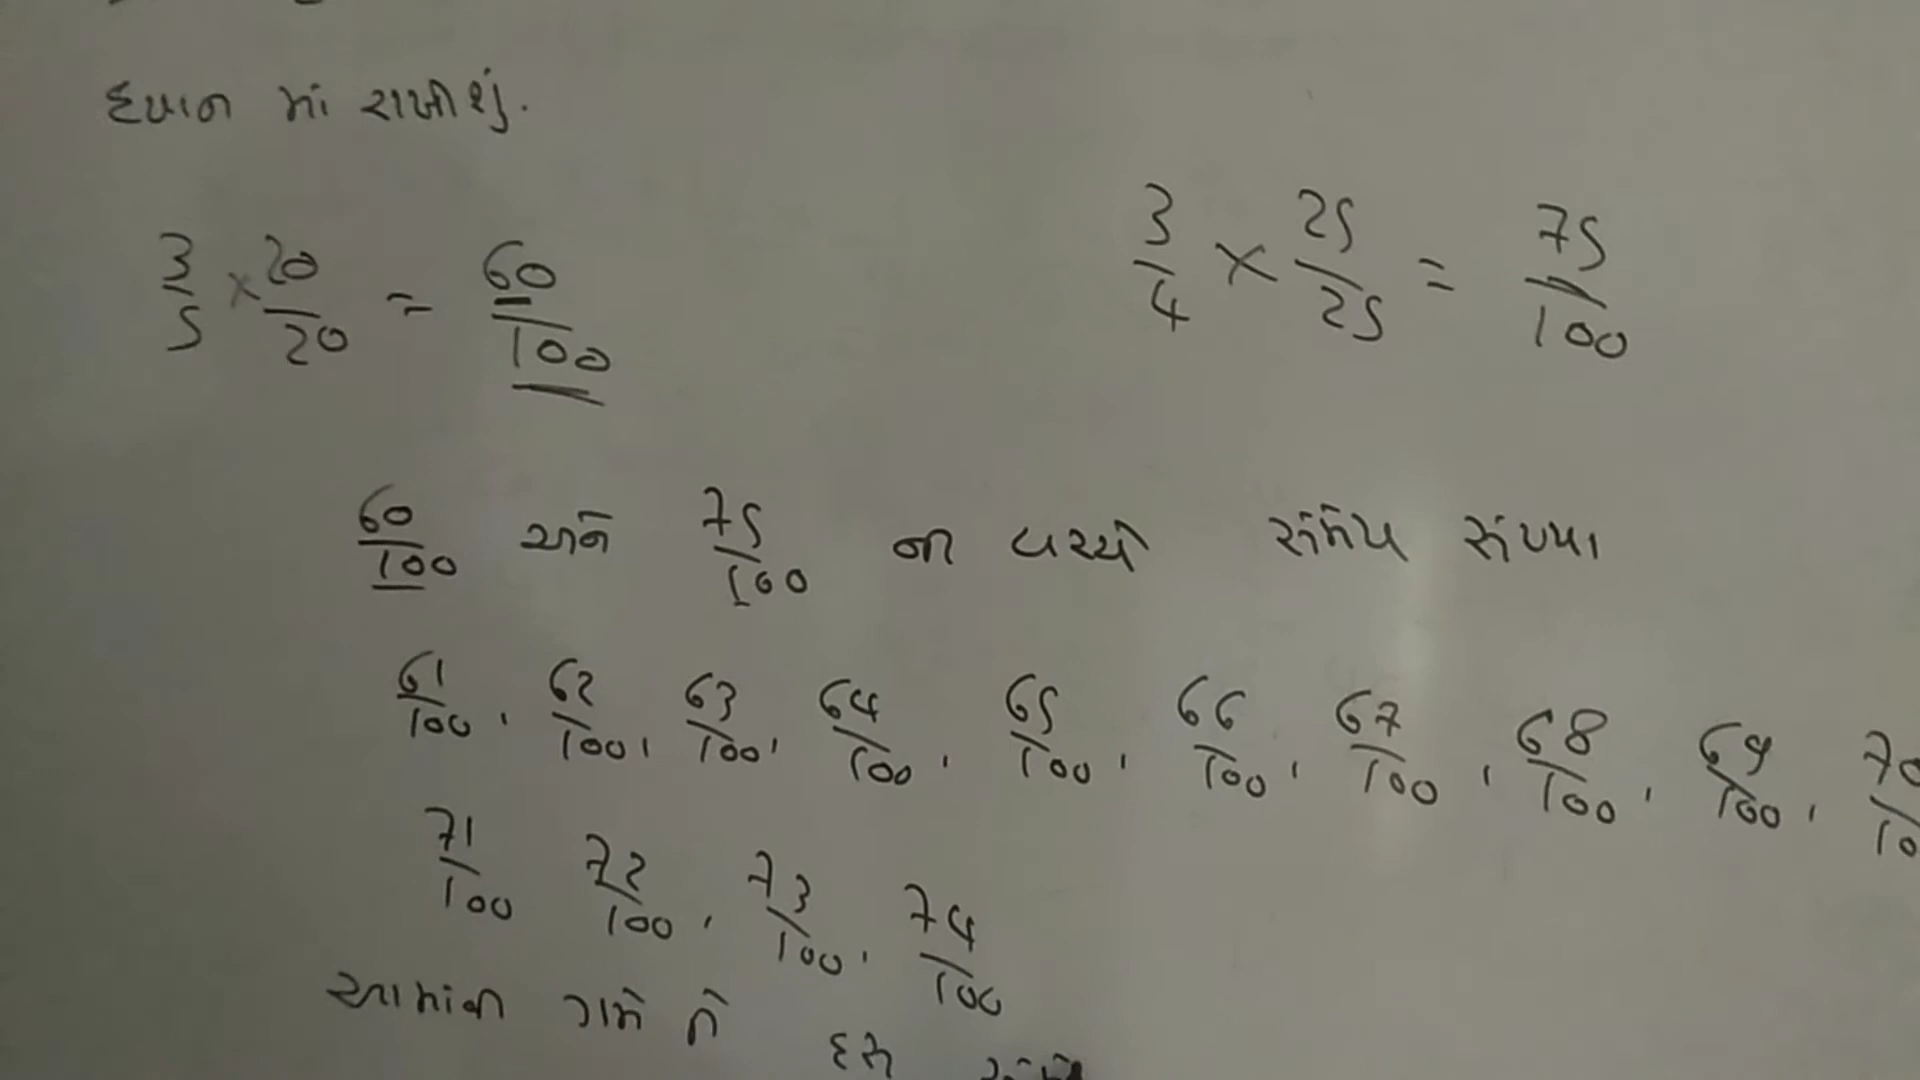 ધ્યાન માં રાખીશું.
3/5 × 20/20 = 60/100
3/4 × 25/25 = 75/100
60/100 અને 75/100 ની વચ્ચે સંમેય સંખ્યા
61/100, 62/100, 63/100, 64/100, 65/100, 66/100, 67/100, 68/100, 69/100, 70/10
71/100 72/100, 73/100, 74/100
આમાંની ગમે તે દસ